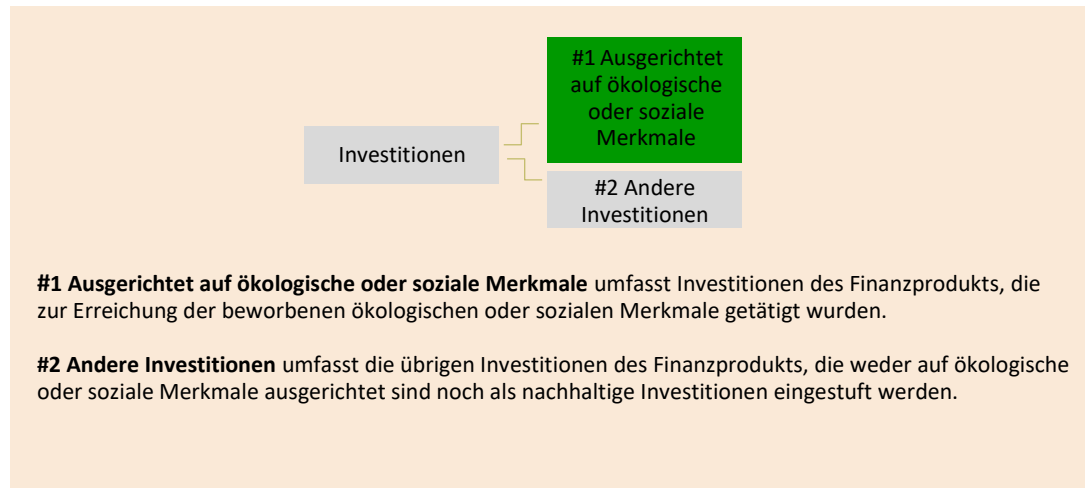 #1 Ausgerichtet
auf ökologische
oder soziale
Merkmale
Investitionen
#2 Andere
Investitionen
#1 Ausgerichtet auf ökologische oder soziale Merkmale umfasst Investitionen des Finanzprodukts, die
zur Erreichung der beworbenen ökologischen oder sozialen Merkmale getätigt wurden.
#2 Andere Investitionen umfasst die übrigen Investitionen des Finanzprodukts, die weder auf ökologische
oder soziale Merkmale ausgerichtet sind noch als nachhaltige Investitionen eingestuft werden.